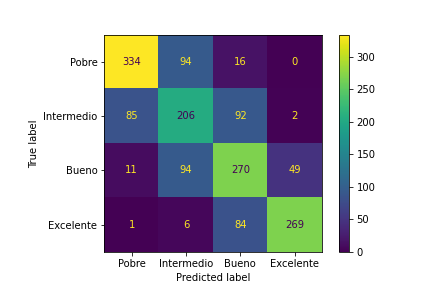 Pobre 334 94 16 0
Intermedio 85 206 92 2
Bueno 11 94 270 49
Excelente 1 6 84 269
Pobre Intermedio Bueno Excelente
Predicted label
True label
300
250
200
150
100
50
0